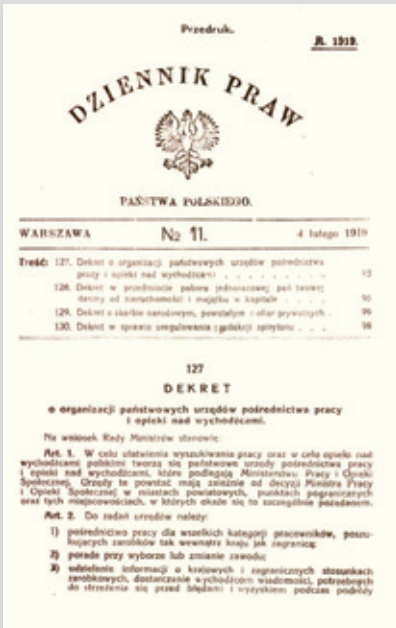 Przedruk.
R. 1919.
DZIENNIK PRAW
PAŃSTWA POLSKIEGO.
WARSZAWA № 11. 4 lutego 1919
Treść: 127. Dekret o organizacji państwowych urzędów pośrednictwa
pracy i opieki nad wychodźcami
128. Dekret w przedmiocie poboru jednorazowej państwowej
daniny od nieruchomości i majątku w kapitale
129. Dekret o skarbie narodowym, powstałym z ofiar prywatnych
130. Dekret w sprawie uregulowania produkcji spirytusu
127
DEKRET
o organizacji państwowych urzędów pośrednictwa pracy
i opieki nad wychodźcami.
Na wniosek Rady Ministrów stanowię:
Art. 1. W celu ułatwienia wyszukiwania pracy oraz w celu opieki nad
wychodźcami polskimi tworzą się państwowe urzędy pośrednictwa pracy
i opieki nad wychodźcami, które podlegają Ministerstwu Pracy i Opieki
Społecznej. Urzędy te powstać mają zależnie od decyzji Ministra Pracy
i Opieki Społecznej w miastach powiatowych, punktach pogranicznych
oraz tych miejscowościach, w których okaże się to szczególnie pożądanem.
Art. 2. Do zadań urzędów należy:
1) pośrednictwo pracy dla wszelkich kategorji pracowników, poszu-
kujących zarobków tak wewnątrz kraju jak zagranicą;
2) porada przy wyborze lub zmianie zawodu;
3) udzielanie informacji o krajowych i zagranicznych stosunkach
zarobkowych, dostarczanie wychodźcom wiadomości, potrzebnych
do strzeżenia się przed błędami i wyzyskiem podczas podróży